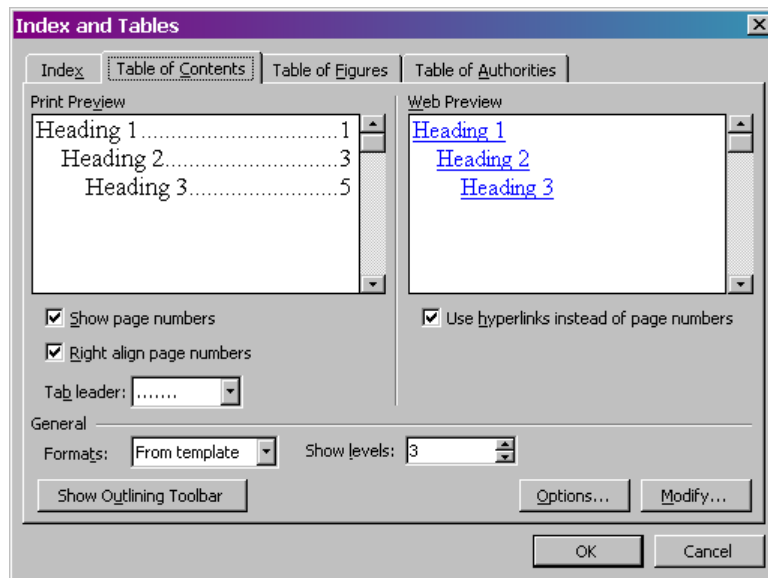 Index and Tables
Index Table of Contents Table of Figures Table of Authorities
Print Preview Web Preview
Heading 1..................................1 Heading 1
Heading 2..............................3 Heading 2
Heading 3..........................5 Heading 3
Show page numbers Use hyperlinks instead of page numbers
Right align page numbers
Tab leader: .......
General
Formats: From template Show levels: 3
Show Outlining Toolbar Options... Modify...
OK Cancel